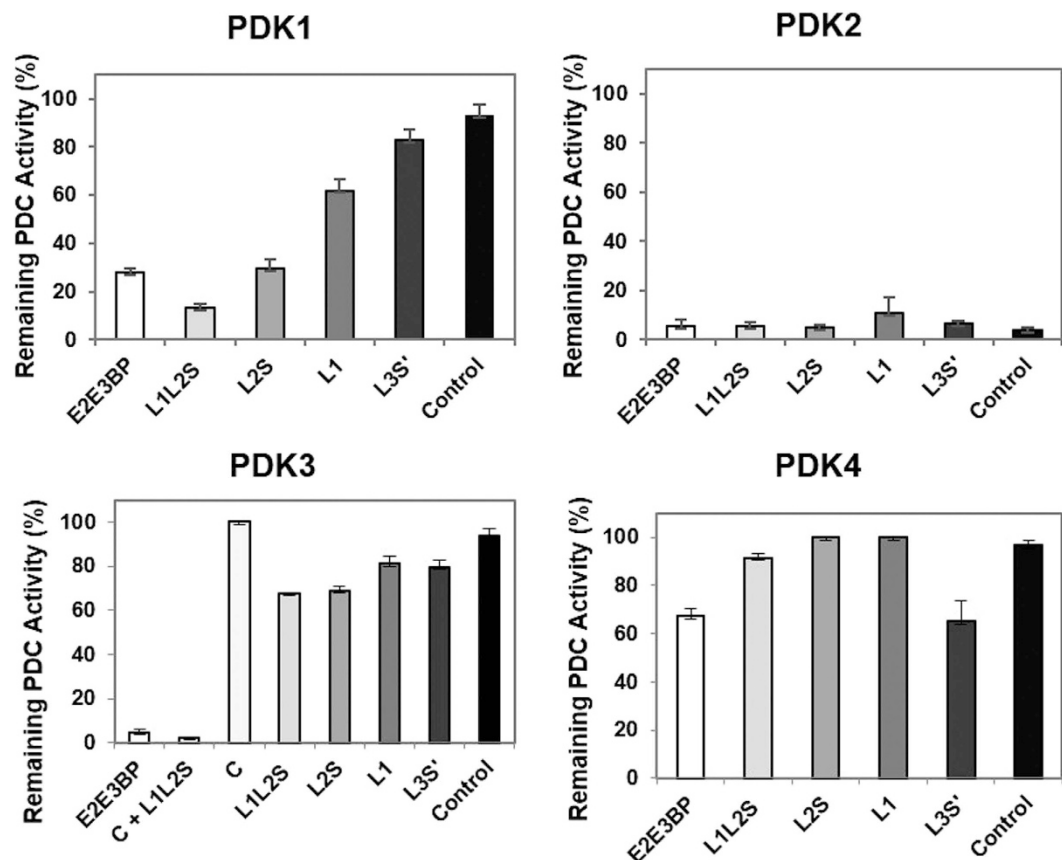 PDK1
Remaining PDC Activity (%)
100
80
60
40
20
0
E2E3BP
L1L2S
L2S
L1
L3S'
Control
PDK2
Remaining PDC Activity (%)
100
80
60
40
20
0
E2E3BP
L1L2S
L2S
L1
L3S'
Control
PDK3
Remaining PDC Activity (%)
100
80
60
40
20
0
E2E3BP
C + L1L2S
C
L1L2S
L2S
L1
L3S'
Control
PDK4
Remaining PDC Activity (%)
100
80
60
40
20
0
E2E3BP
L1L2S
L2S
L1
L3S'
Control